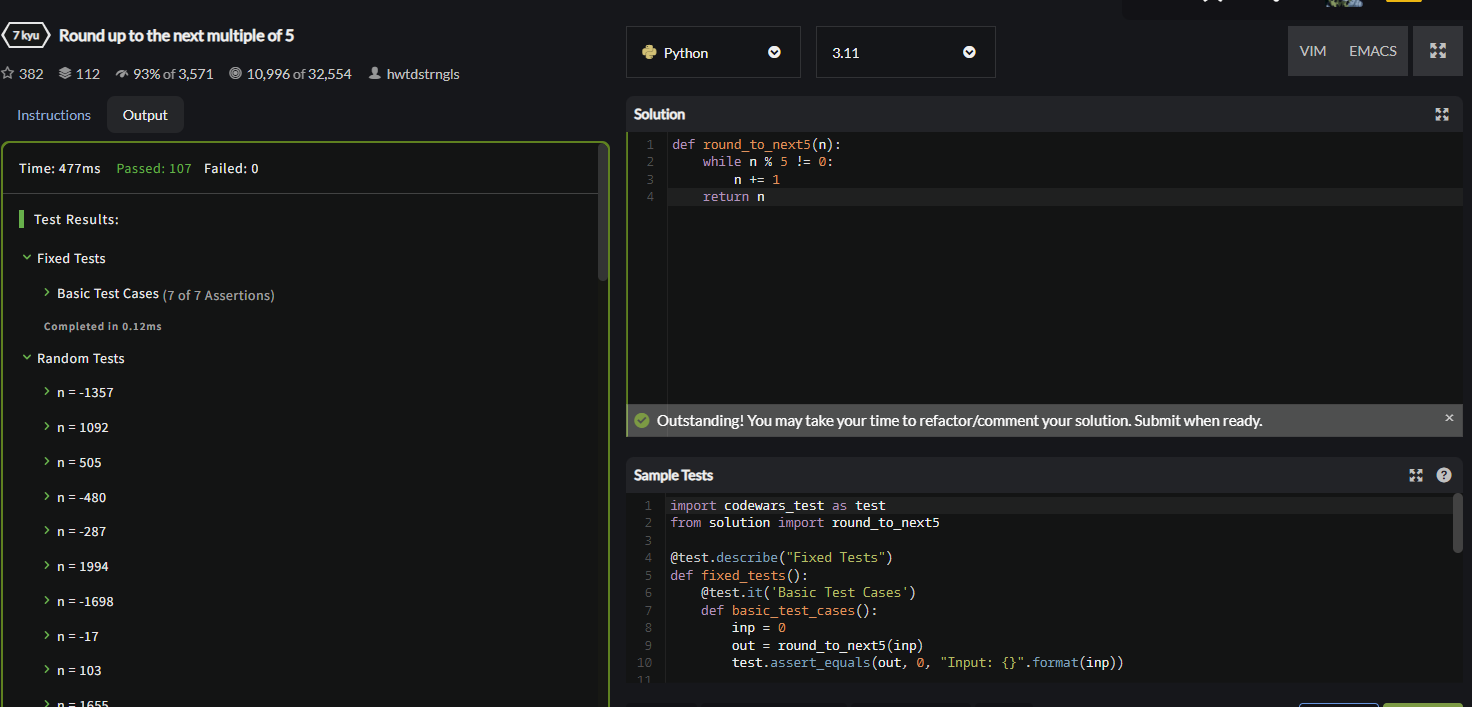 7 kyu Round up to the next multiple of 5
382 112 93% of 3,571 10,996 of 32,554 hwtdstrngls
Instructions Output
Time: 477ms Passed: 107 Failed: 0
Test Results:
Fixed Tests
Basic Test Cases (7 of 7 Assertions)
Completed in 0.12ms
Random Tests
n = -1357
n = 1092
n = 505
n = -480
n = -287
n = 1994
n = -1698
n = -17
n = 103
n = 1655
Python 3.11 VIM EMACS
Solution
1 def round_to_next5(n):
2 while n % 5 != 0:
3 n += 1
4 return n
Outstanding! You may take your time to refactor/comment your solution. Submit when ready. ×
Sample Tests ?
1 import codewars_test as test
2 from solution import round_to_next5
3
4 @test.describe("Fixed Tests")
5 def fixed_tests():
6 @test.it('Basic Test Cases')
7 def basic_test_cases():
8 inp = 0
9 out = round_to_next5(inp)
10 test.assert_equals(out, 0, "Input: {}".format(inp))
11